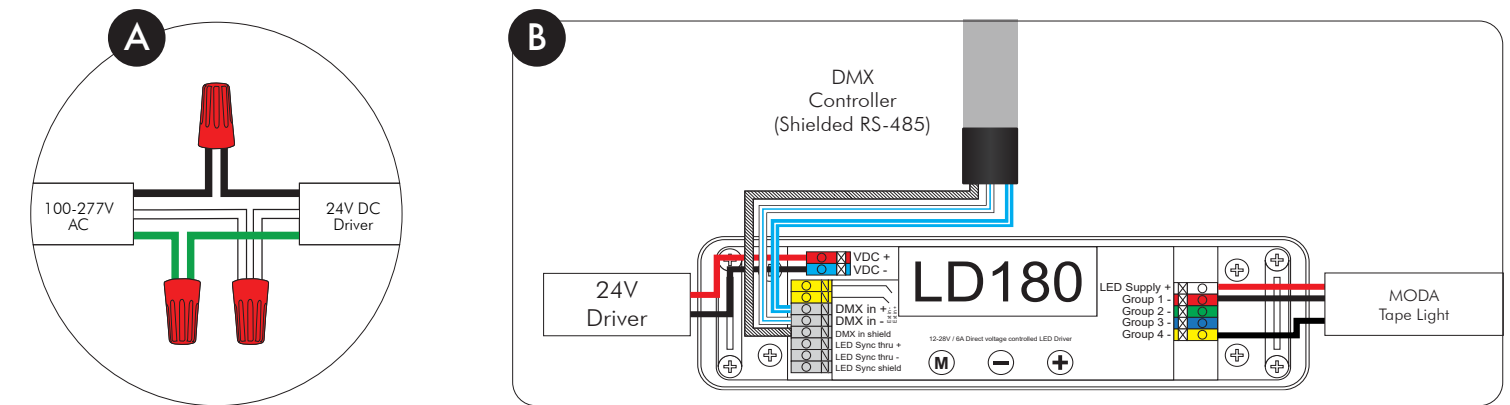 A
100-277V
AC
24V DC
Driver
B
DMX
Controller
(Shielded RS-485)
24V
Driver
VDC +
VDC -
DMX in +
DMX in -
DMX in shield
LED Sync thru +
LED Sync thru -
LED Sync shield
LD180
12-28V / 6A Direct voltage controlled LED Driver
M
LED Supply +
Group 1 -
Group 2 -
Group 3 -
Group 4 -
MODA
Tape Light